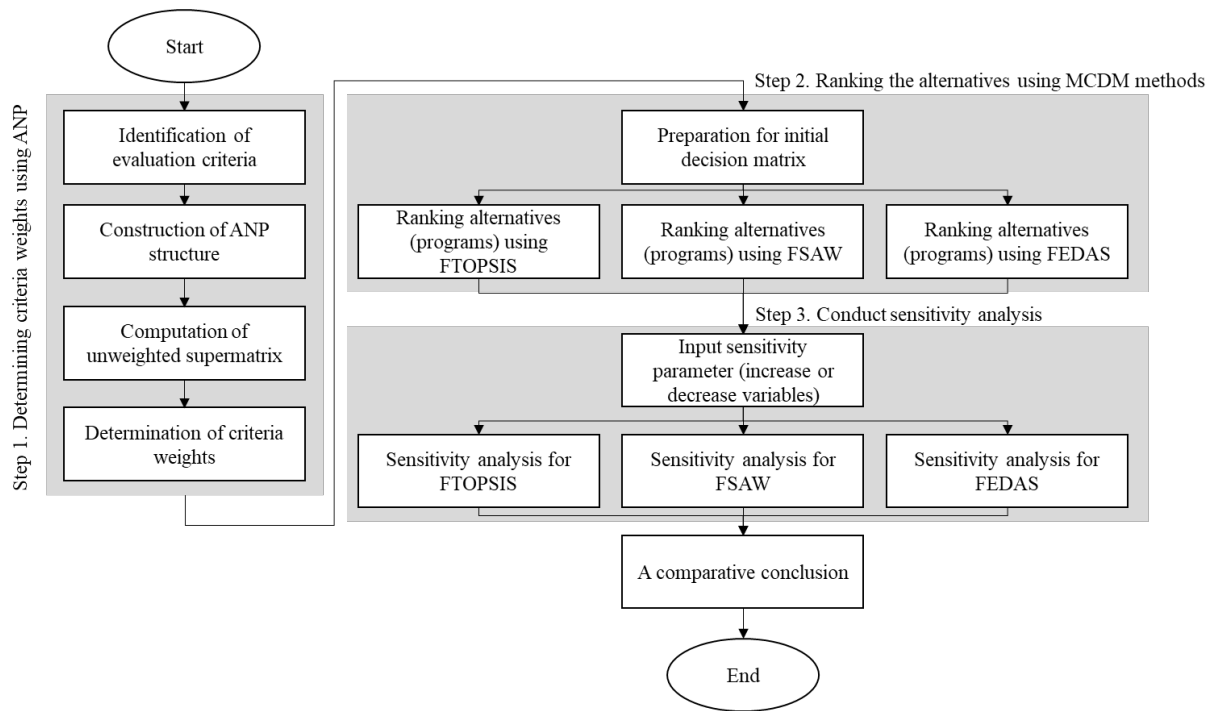 Start
Step 1. Determining criteria weights using ANP
Identification of
evaluation criteria
Construction of ANP
structure
Computation of
unweighted supermatrix
Determination of criteria
weights
Step 2. Ranking the alternatives using MCDM methods
Preparation for initial
decision matrix
Ranking alternatives
(programs) using
FTOPSIS
Ranking alternatives
(programs) using FSAW
Ranking alternatives
(programs) using FEDAS
Step 3. Conduct sensitivity analysis
Input sensitivity
parameter (increase or
decrease variables)
Sensitivity analysis for
FTOPSIS
Sensitivity analysis for
FSAW
Sensitivity analysis for
FEDAS
A comparative conclusion
End